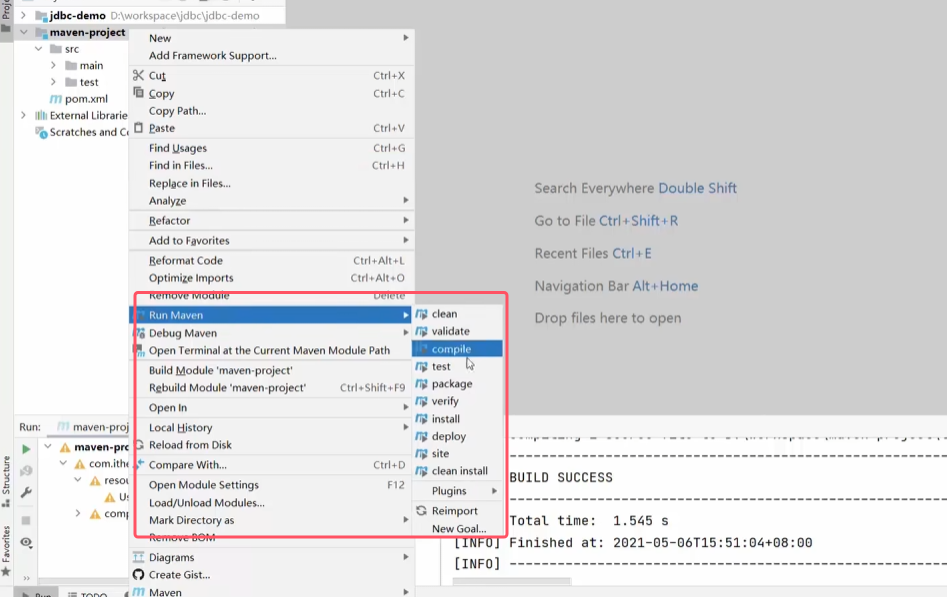 Proje
jdbc-demo D:\workspace\jdbc\jdbc-demo
maven-project
src
main
test
pom.xml
External Librarie
Scratches and Co
New
Add Framework Support...
Cut Ctrl+X
Copy Ctrl+C
Copy Path...
Paste Ctrl+V
Find Usages Ctrl+G
Find in Files... Ctrl+H
Replace in Files...
Analyze
Refactor
Add to Favorites
Reformat Code Ctrl+Alt+L
Optimize Imports Ctrl+Alt+O
Remove Module Delete
Run Maven
Debug Maven
Open Terminal at the Current Maven Module Path
Build Module 'maven-project'
Rebuild Module 'maven-project' Ctrl+Shift+F9
Open In
Local History
Reload from Disk
Compare With... Ctrl+D
Open Module Settings F12
Load/Unload Modules...
Mark Directory as
Remove BOM
Diagrams
Create Gist...
Maven
clean
validate
compile
test
package
verify
install
deploy
site
clean install
Plugins
Reimport
New Goal...
Search Everywhere Double Shift
Go to File Ctrl+Shift+R
Recent Files Ctrl+E
Navigation Bar Alt+Home
Drop files here to open
Run: maven-proj
maven-pro
com.ithe
resou
Us
comp
Structure
Favorites
BUILD SUCCESS
Total time: 1.545 s
[INFO] Finished at: 2021-05-06T15:51:04+08:00
[INFO] ------------------------------------------------
Run TODO